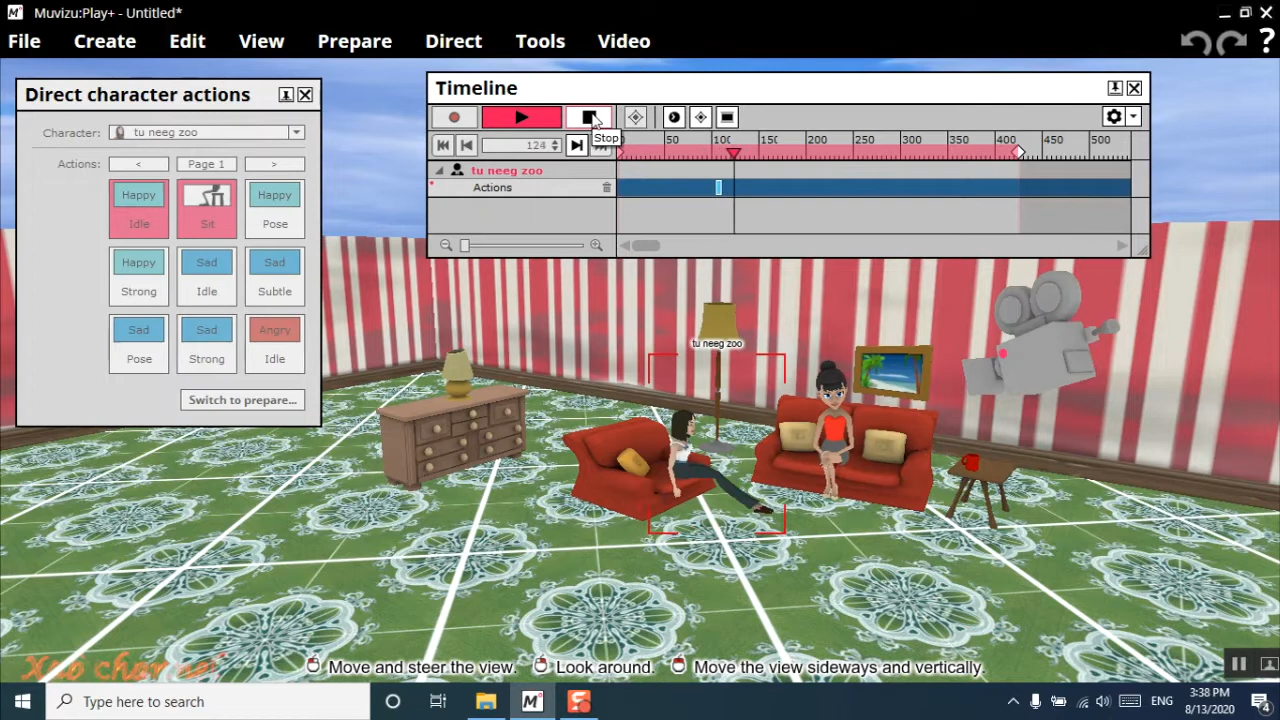 Muvizu:Play+ - Untitled*
File Create Edit View Prepare Direct Tools Video ?
Direct character actions
Character: tu neeg zoo
Actions: < Page 1 >
Happy Happy
Idle Sit Pose
Happy Sad Sad
Strong Idle Subtle
Sad Sad Angry
Pose Strong Idle
Switch to prepare...
Timeline
Stop
124
50 100 150 200 250 300 350 400 450 500
tu neeg zoo
Actions
tu neeg zoo
Move and steer the view. Look around. Move the view sideways and vertically.
Type here to search
ENG
3:38 PM
8/13/2020
4